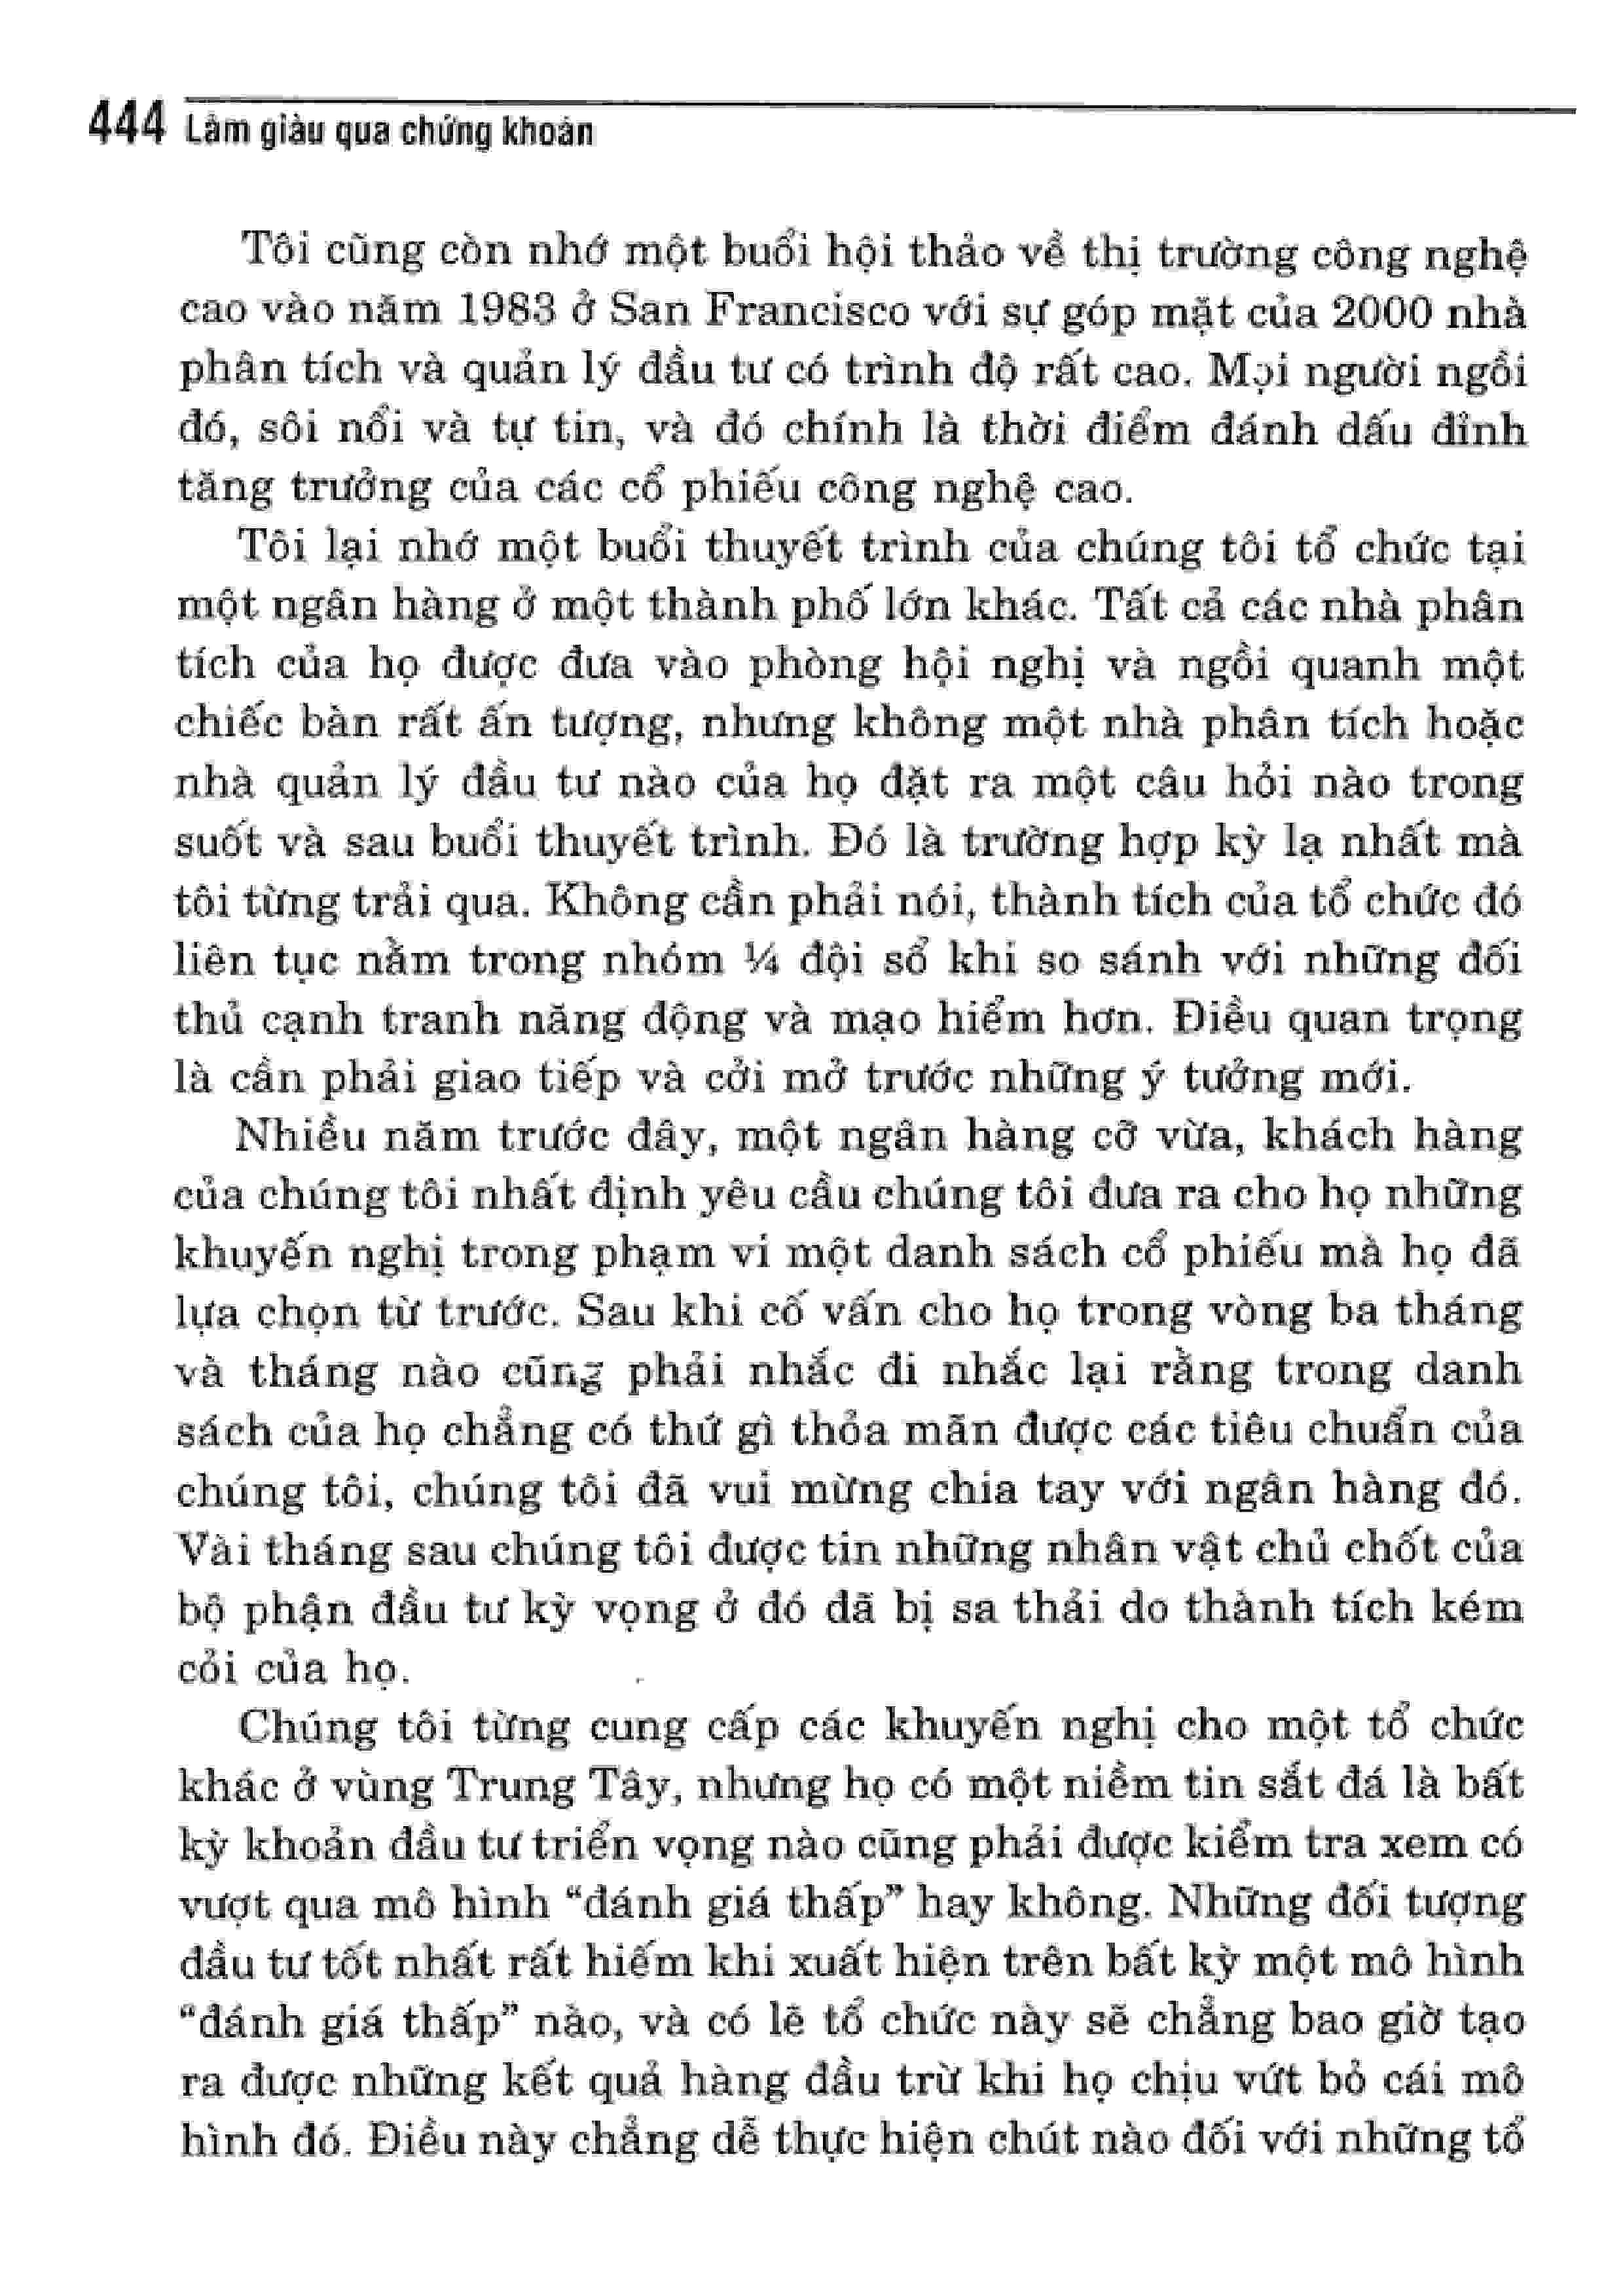 444 Làm giàu qua chứng khoán
Tôi cũng còn nhớ một buổi hội thảo về thị trường công nghệ
cao vào năm 1983 ở San Francisco với sự góp mặt của 2000 nhà
phân tích và quản lý đầu tư có trình độ rất cao. Mọi người ngồi
đó, sôi nổi và tự tin, và đó chính là thời điểm đánh dấu đỉnh
tăng trưởng của các cổ phiếu công nghệ cao.
Tôi lại nhớ một buổi thuyết trình của chúng tôi tổ chức tại
một ngân hàng ở một thành phố lớn khác. Tất cả các nhà phân
tích của họ được đưa vào phòng hội nghị và ngồi quanh một
chiếc bàn rất ấn tượng, nhưng không một nhà phân tích hoặc
nhà quản lý đầu tư nào của họ đặt ra một câu hỏi nào trong
suốt và sau buổi thuyết trình. Đó là trường hợp kỳ lạ nhất mà
tôi từng trải qua. Không cần phải nói, thành tích của tổ chức đó
liên tục nằm trong nhóm ¼ đội sổ khi so sánh với những đối
thủ cạnh tranh năng động và mạo hiểm hơn. Điều quan trọng
là cần phải giao tiếp và cởi mở trước những ý tưởng mới.
Nhiều năm trước đây, một ngân hàng cỡ vừa, khách hàng
của chúng tôi nhất định yêu cầu chúng tôi đưa ra cho họ những
khuyến nghị trong phạm vi một danh sách cổ phiếu mà họ đã
lựa chọn từ trước. Sau khi cố vấn cho họ trong vòng ba tháng
và tháng nào cũng phải nhắc đi nhắc lại rằng trong danh
sách của họ chẳng có thứ gì thỏa mãn được các tiêu chuẩn của
chúng tôi, chúng tôi đã vui mừng chia tay với ngân hàng đó.
Vài tháng sau chúng tôi được tin những nhân vật chủ chốt của
bộ phận đầu tư kỳ vọng ở đó đã bị sa thải do thành tích kém
cỏi của họ.
Chúng tôi từng cung cấp các khuyến nghị cho một tổ chức
khác ở vùng Trung Tây, nhưng họ có một niềm tin sắt đá là bất
kỳ khoản đầu tư triển vọng nào cũng phải được kiểm tra xem có
vượt qua mô hình “đánh giá thấp” hay không. Những đối tượng
đầu tư tốt nhất rất hiếm khi xuất hiện trên bất kỳ một mô hình
“đánh giá thấp” nào, và có lẽ tổ chức này sẽ chẳng bao giờ tạo
ra được những kết quả hàng đầu trừ khi họ chịu vứt bỏ cái mô
hình đó. Điều này chẳng dễ thực hiện chút nào đối với những tổ